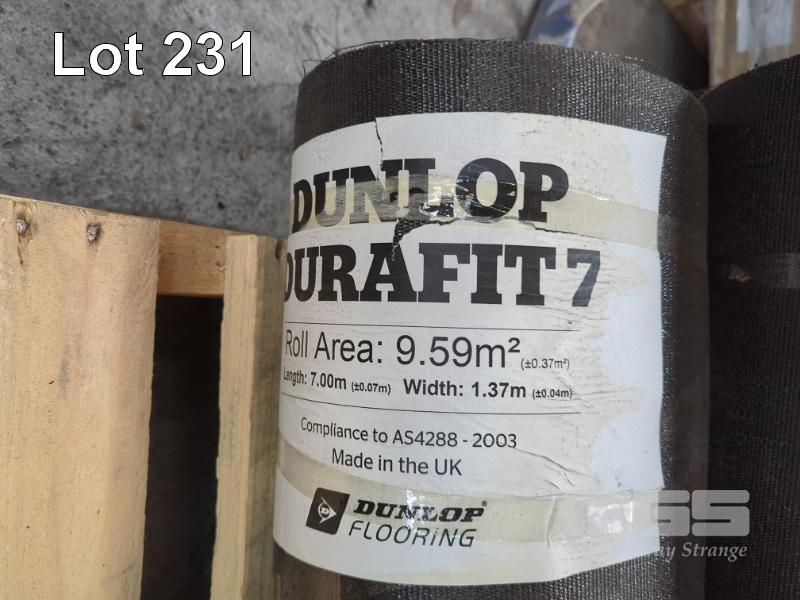 Lot 231
DUNLOP
DURAFIT 7
Roll Area: 9.59m² (±0.37m²)
Length: 7.00m (±0.07m) Width: 1.37m (±0.04m)
Compliance to AS4288 - 2003
Made in the UK
DUNLOP®
FLOORING
Strange